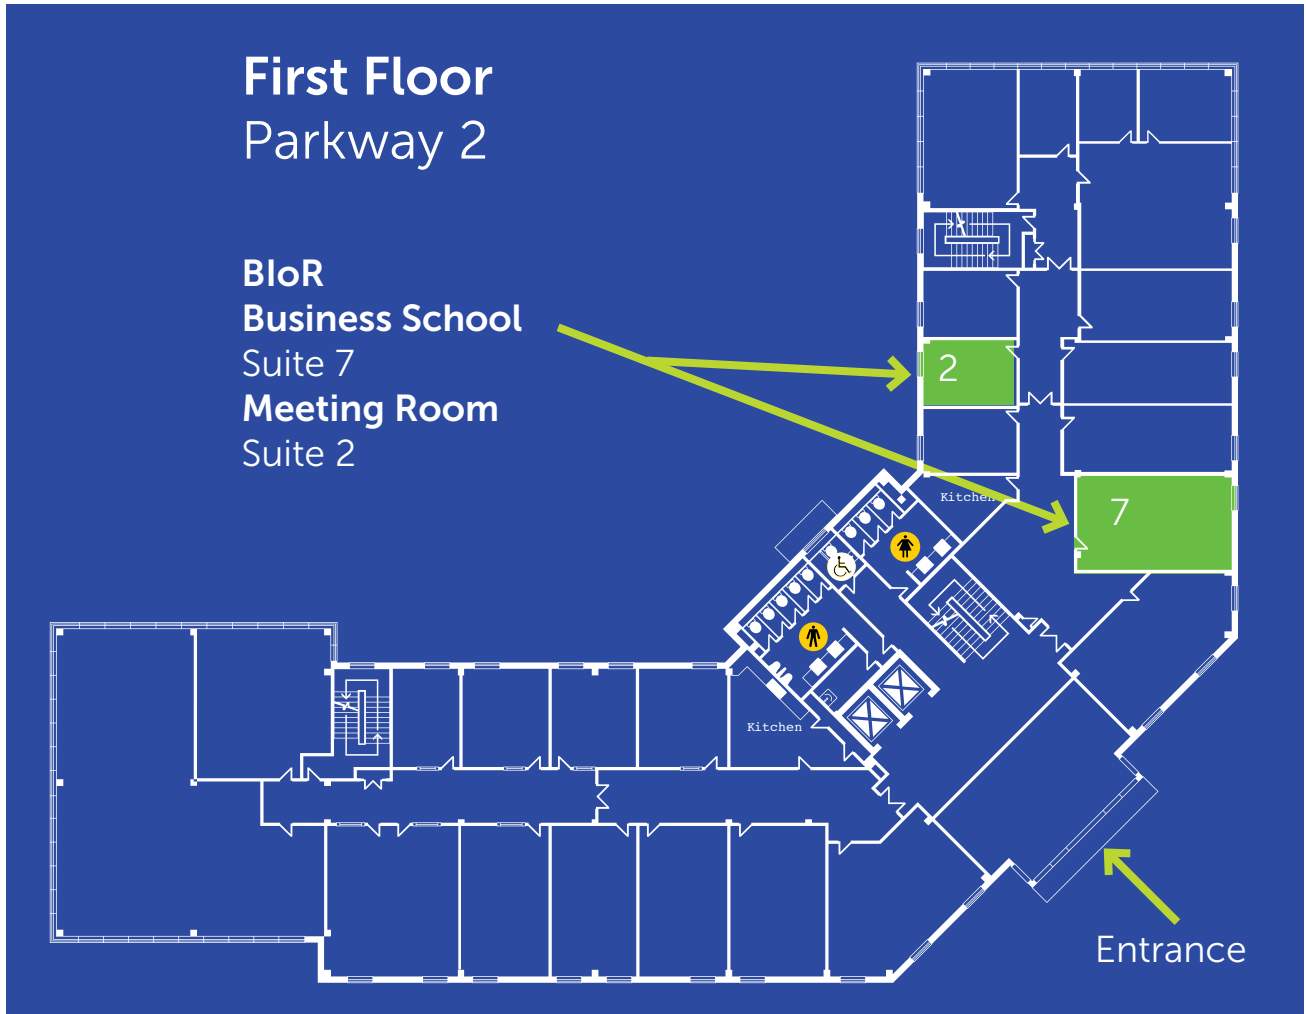 First Floor
Parkway 2
BIoR
Business School
Suite 7
Meeting Room
Suite 2
2
Kitchen
7
Kitchen
Entrance